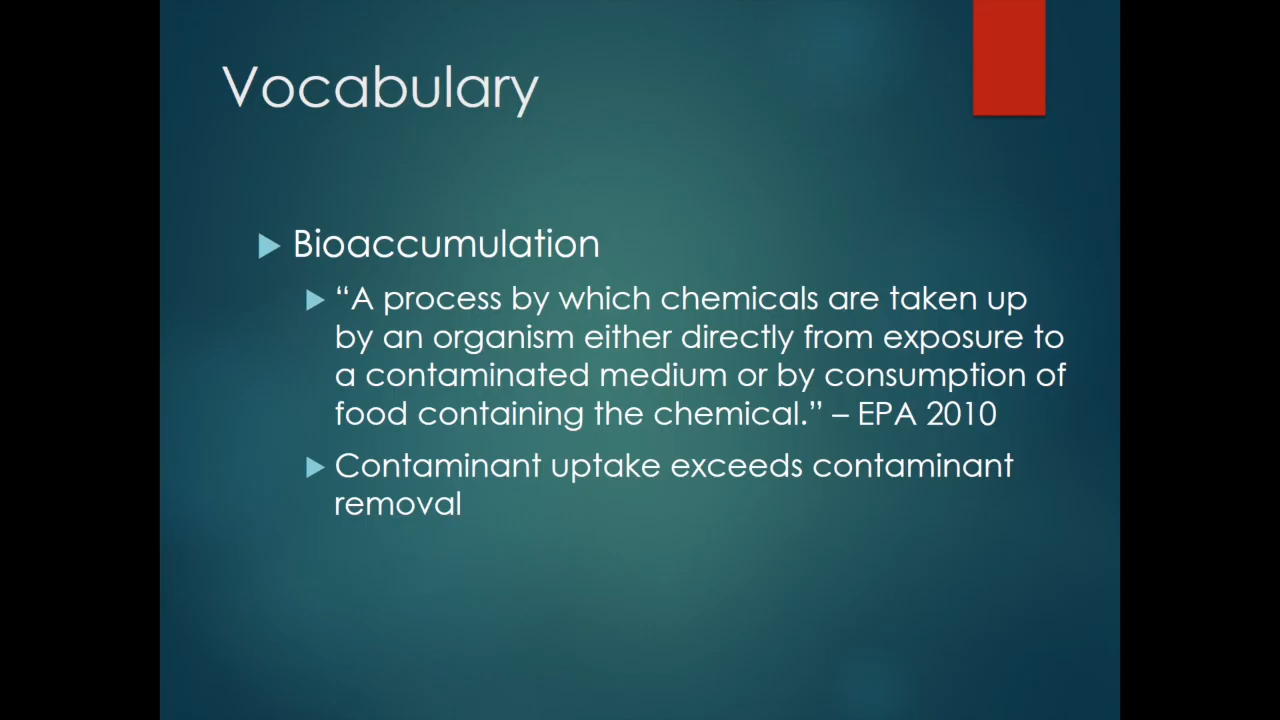 Vocabulary
Bioaccumulation
“A process by which chemicals are taken up
by an organism either directly from exposure to
a contaminated medium or by consumption of
food containing the chemical.” – EPA 2010
Contaminant uptake exceeds contaminant
removal